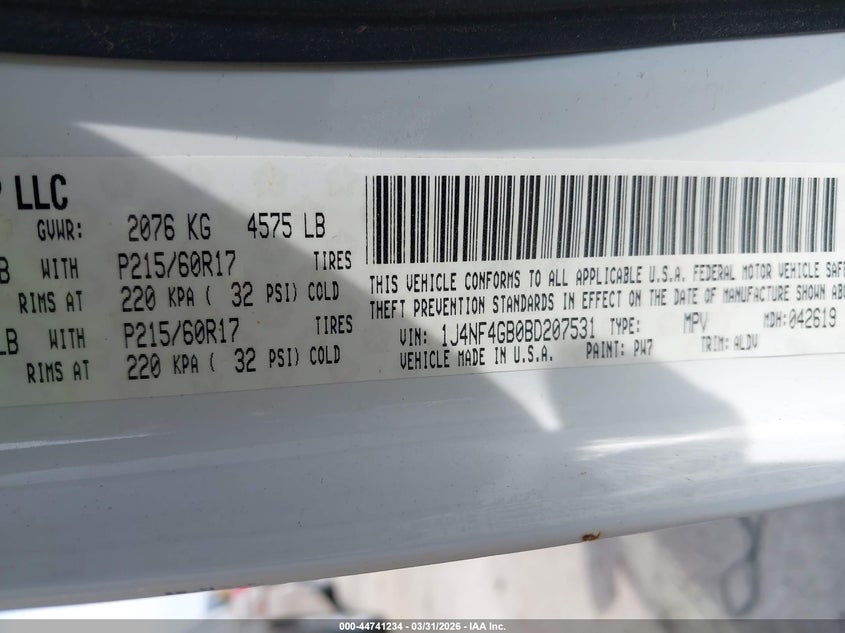 LLC
GVWR: 2076 KG 4575 LB
WITH P215/60R17 TIRES
RIMS AT 220 KPA ( 32 PSI) COLD
LB WITH P215/60R17 TIRES
RIMS AT 220 KPA ( 32 PSI) COLD
THIS VEHICLE CONFORMS TO ALL APPLICABLE U.S.A. FEDERAL MOTOR VEHICLE SAFE
THEFT PREVENTION STANDARDS IN EFFECT ON THE DATE OF MANUFACTURE SHOWN ABO
VIN: 1J4NF4GB0BD207531 TYPE: MPV MDH: 042619
VEHICLE MADE IN U.S.A. PAINT: PW7 TRIM: ALDV
000-44741234 - 03/31/2026 - IAA Inc.